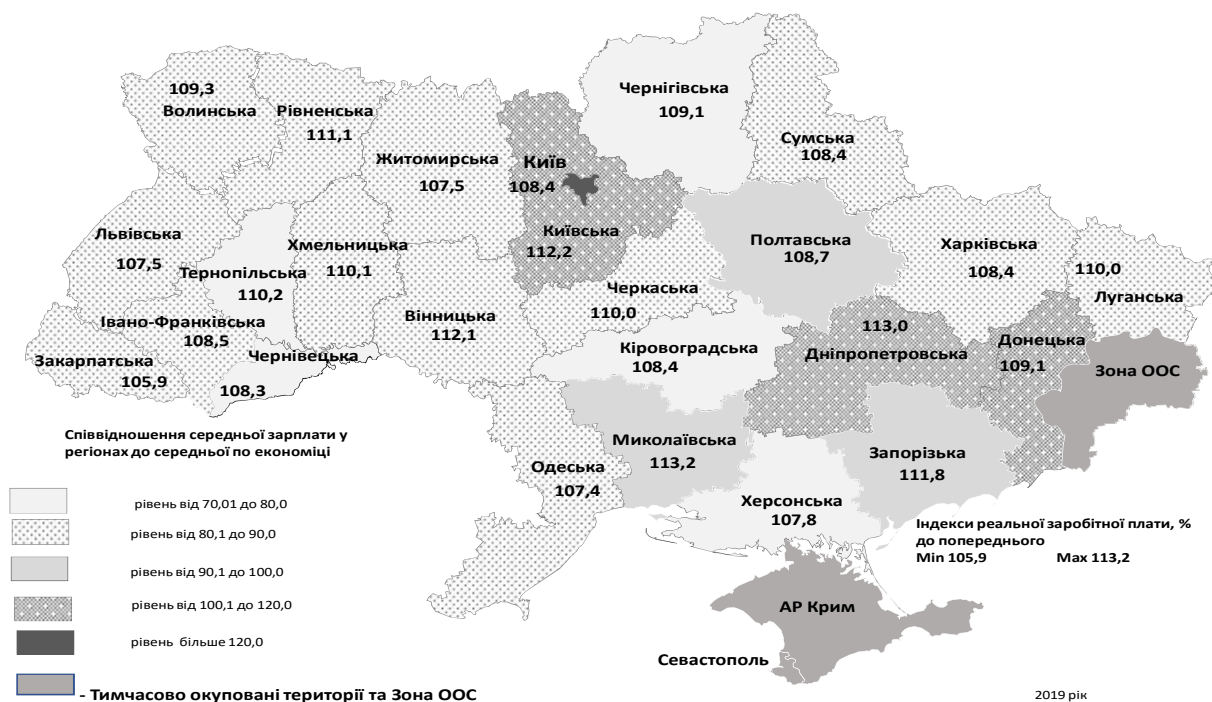 Чернігівська
109,1
109,3
Волинська
Рівненська
111,1
Сумська
108,4
Житомирська
107,5
Київ
108,4
Київська
112,2
Львівська
107,5
Хмельницька
110,1
Тернопільська
110,2
Полтавська
108,7
Харківська
108,4
110,0
Луганська
Черкаська
110,0
Вінницька
112,1
Івано-Франківська
108,5
Закарпатська
105,9
Чернівецька
108,3
Кіровоградська
108,4
113,0
Дніпропетровська
Донецька
109,1
Зона ООС
Миколаївська
113,2
Запорізька
111,8
Одеська
107,4
Херсонська
107,8
Співвідношення середньої зарплати у
регіонах до середньої по економіці
рівень від 70,01 до 80,0
рівень від 80,1 до 90,0
рівень від 90,1 до 100,0
рівень від 100,1 до 120,0
рівень більше 120,0
- Тимчасово окуповані території та Зона ООС
Індекси реальної заробітної плати, %
до попереднього
Min 105,9 Max 113,2
АР Крим
Севастополь
2019 рік